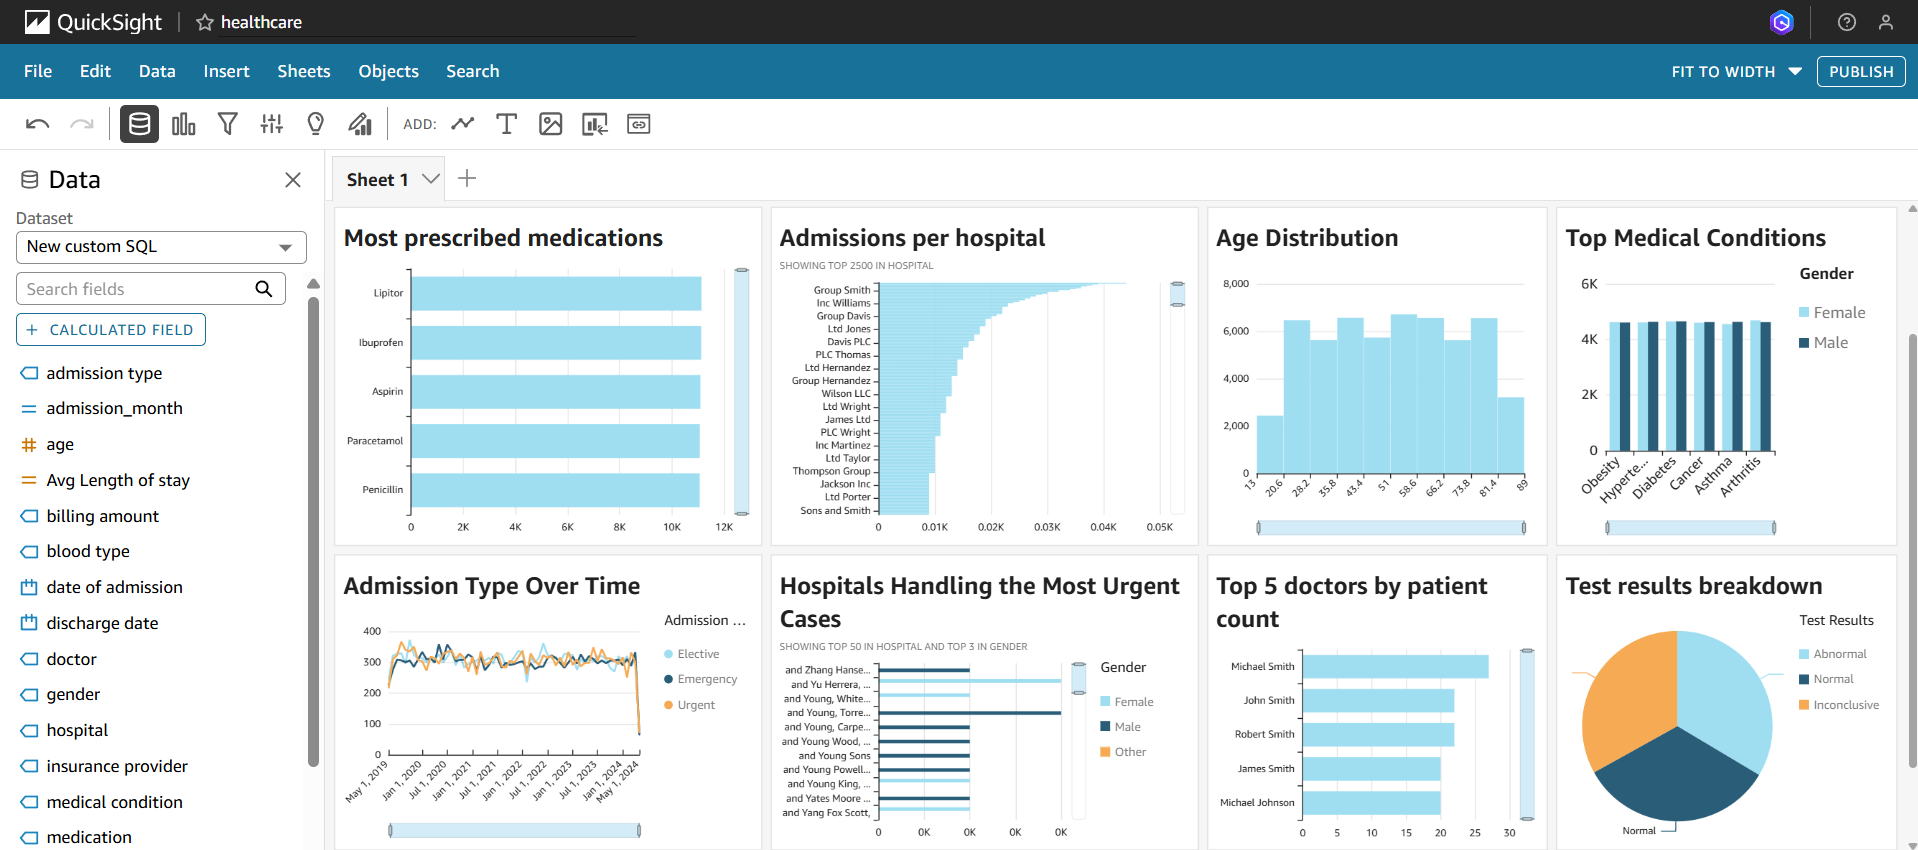 QuickSight
healthcare
File Edit Data Insert Sheets Objects Search
FIT TO WIDTH
PUBLISH
ADD:
Data
Dataset
New custom SQL
Search fields
+ CALCULATED FIELD
admission type
admission_month
age
Avg Length of stay
billing amount
blood type
date of admission
discharge date
doctor
gender
hospital
insurance provider
medical condition
medication
Sheet 1
Most prescribed medications
Lipitor
Ibuprofen
Aspirin
Paracetamol
Penicillin
0 2K 4K 6K 8K 10K 12K
Admissions per hospital
SHOWING TOP 2500 IN HOSPITAL
Group Smith
Inc Williams
Group Davis
Ltd Jones
Davis PLC
PLC Thomas
Ltd Hernandez
Group Hernandez
Wilson LLC
Ltd Wright
James Ltd
PLC Wright
Inc Martinez
Ltd Taylor
Thompson Group
Jackson Inc
Ltd Porter
Sons and Smith
0 0.01K 0.02K 0.03K 0.04K 0.05K
Age Distribution
8,000
6,000
4,000
2,000
0
13 20.6 28.2 35.8 43.4 51 58.6 66.2 73.8 81.4 89
Top Medical Conditions
6K
4K
2K
0
Obesity Hyperte... Diabetes Cancer Asthma Arthritis
Gender
Female
Male
Admission Type Over Time
400
300
200
100
0
May 1, 2019 Jan 1, 2020 Jul 1, 2020 Jan 1, 2021 Jul 1, 2021 Jan 1, 2022 Jul 1, 2022 Jan 1, 2023 Jul 1, 2023 Jan 1, 2024 May 1, 2024
Admission ...
Elective
Emergency
Urgent
Hospitals Handling the Most Urgent
Cases
SHOWING TOP 50 IN HOSPITAL AND TOP 3 IN GENDER
and Zhang Hanse...
and Yu Herrera, ...
and Young, White...
and Young, Torre...
and Young, Carpe...
and Young Wood, ...
and Young Sons
and Young Powell...
and Young King, ...
and Yates Moore ...
and Yang Fox Scott,
0 0K 0K 0K 0K
Gender
Female
Male
Other
Top 5 doctors by patient
count
Michael Smith
John Smith
Robert Smith
James Smith
Michael Johnson
0 5 10 15 20 25 30
Test results breakdown
Normal
Test Results
Abnormal
Normal
Inconclusive